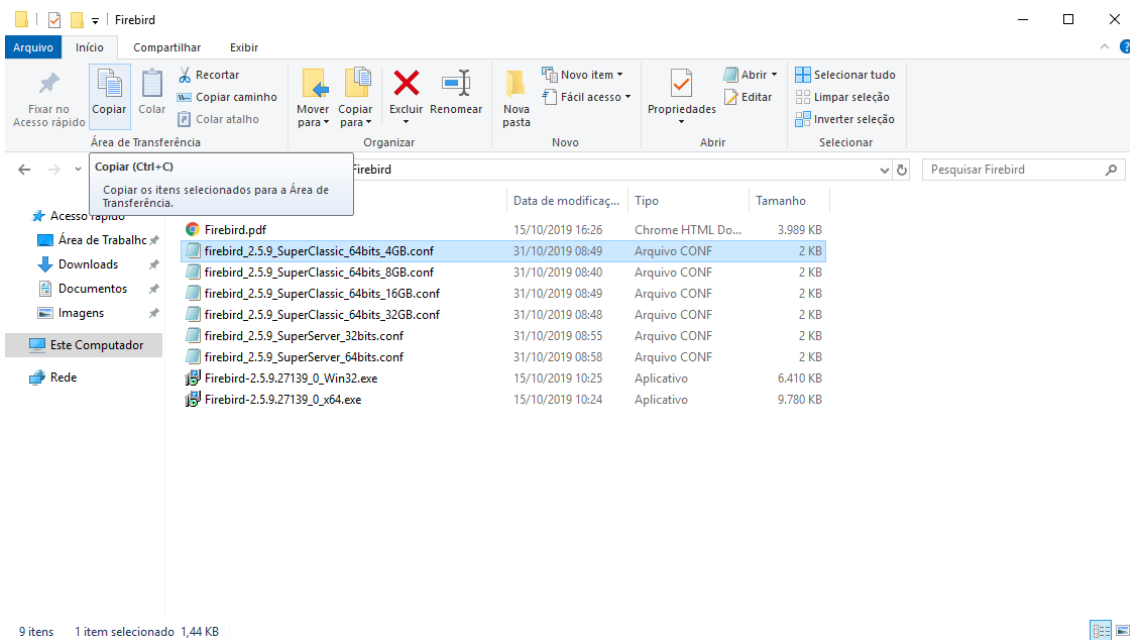 Firebird
Arquivo Início Compartilhar Exibir
Fixar no
Acesso rápido
Copiar
Colar
Recortar
Copiar caminho
Colar atalho
Mover
para
Copiar
para
Excluir
Renomear
Nova
pasta
Novo item
Fácil acesso
Propriedades
Abrir
Editar
Selecionar tudo
Limpar seleção
Inverter seleção
Área de Transferência Organizar Novo Abrir Selecionar
Firebird
Pesquisar Firebird
Copiar (Ctrl+C)
Copiar os itens selecionados para a Área de
Transferência.
Data de modificaç... Tipo Tamanho
Acesso rápido
Área de Trabalhc
Downloads
Documentos
Imagens
Este Computador
Rede
Firebird.pdf 15/10/2019 16:26 Chrome HTML Do... 3.989 KB
firebird_2.5.9_SuperClassic_64bits_4GB.conf 31/10/2019 08:49 Arquivo CONF 2 KB
firebird_2.5.9_SuperClassic_64bits_8GB.conf 31/10/2019 08:40 Arquivo CONF 2 KB
firebird_2.5.9_SuperClassic_64bits_16GB.conf 31/10/2019 08:49 Arquivo CONF 2 KB
firebird_2.5.9_SuperClassic_64bits_32GB.conf 31/10/2019 08:48 Arquivo CONF 2 KB
firebird_2.5.9_SuperServer_32bits.conf 31/10/2019 08:55 Arquivo CONF 2 KB
firebird_2.5.9_SuperServer_64bits.conf 31/10/2019 08:58 Arquivo CONF 2 KB
Firebird-2.5.9.27139_0_Win32.exe 15/10/2019 10:25 Aplicativo 6.410 KB
Firebird-2.5.9.27139_0_x64.exe 15/10/2019 10:24 Aplicativo 9.780 KB
9 itens 1 item selecionado 1,44 KB